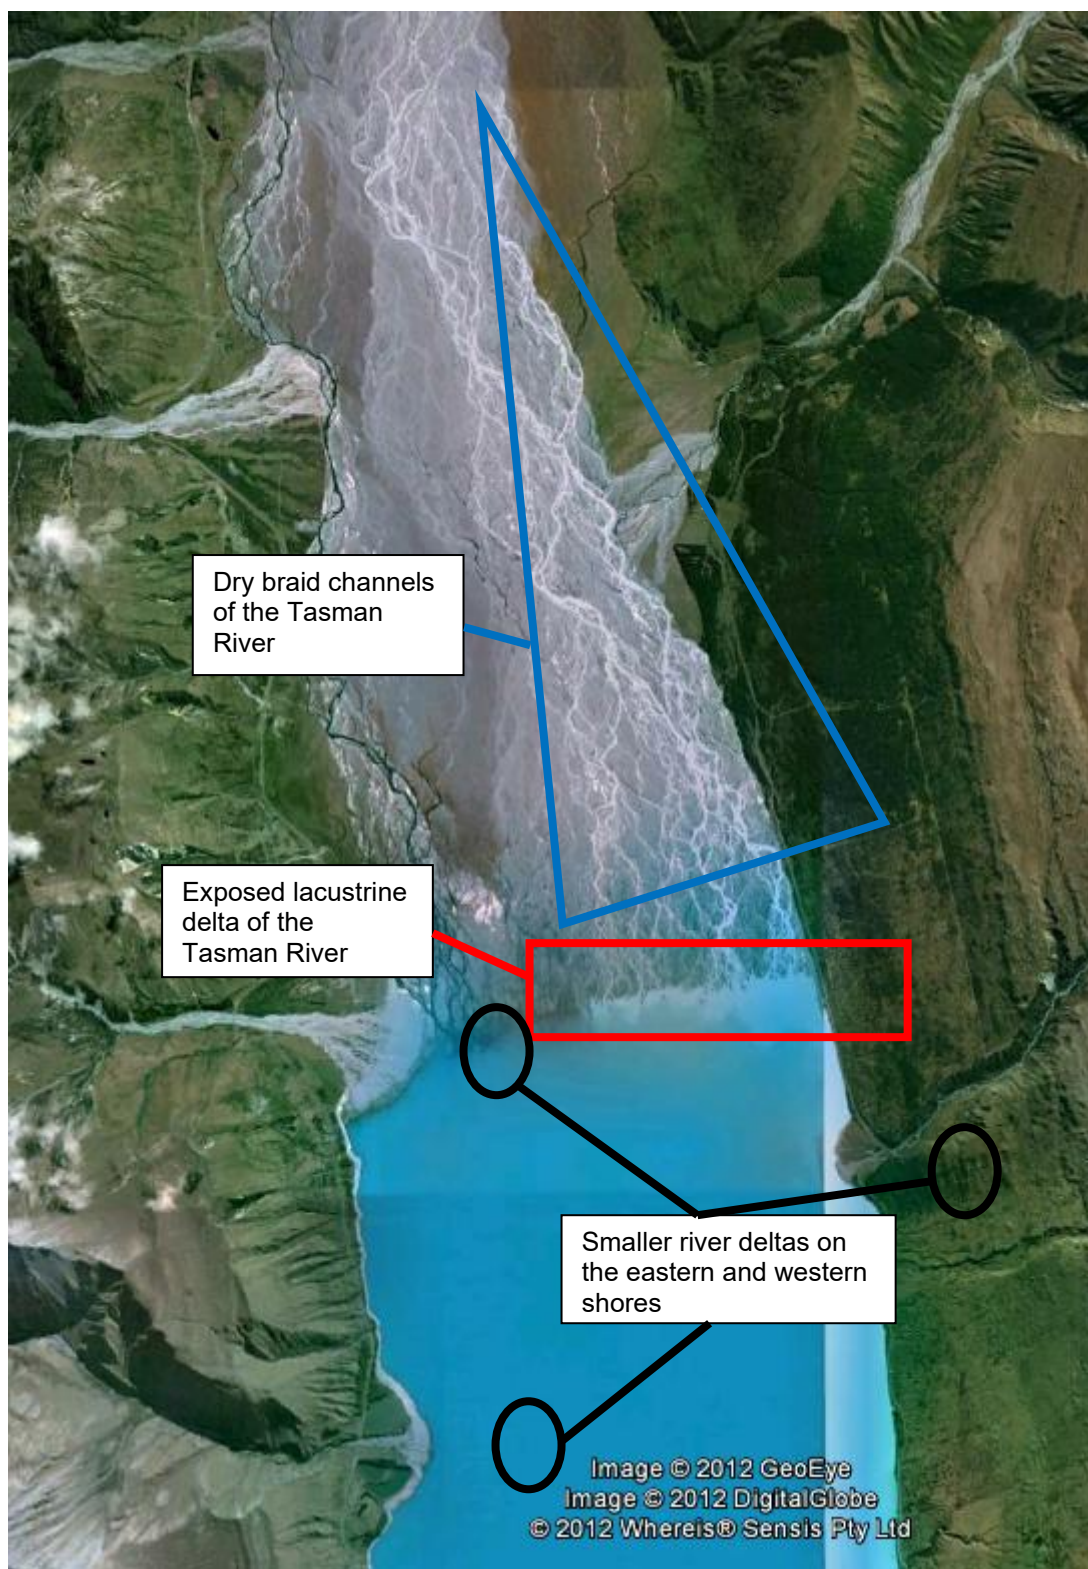 Dry braid channels
of the Tasman
River
Exposed lacustrine
delta of the
Tasman River
Smaller river deltas on
the eastern and western
shores
Image © 2012 GeoEye
Image © 2012 DigitalGlobe
© 2012 Whereis® Sensis Pty Ltd